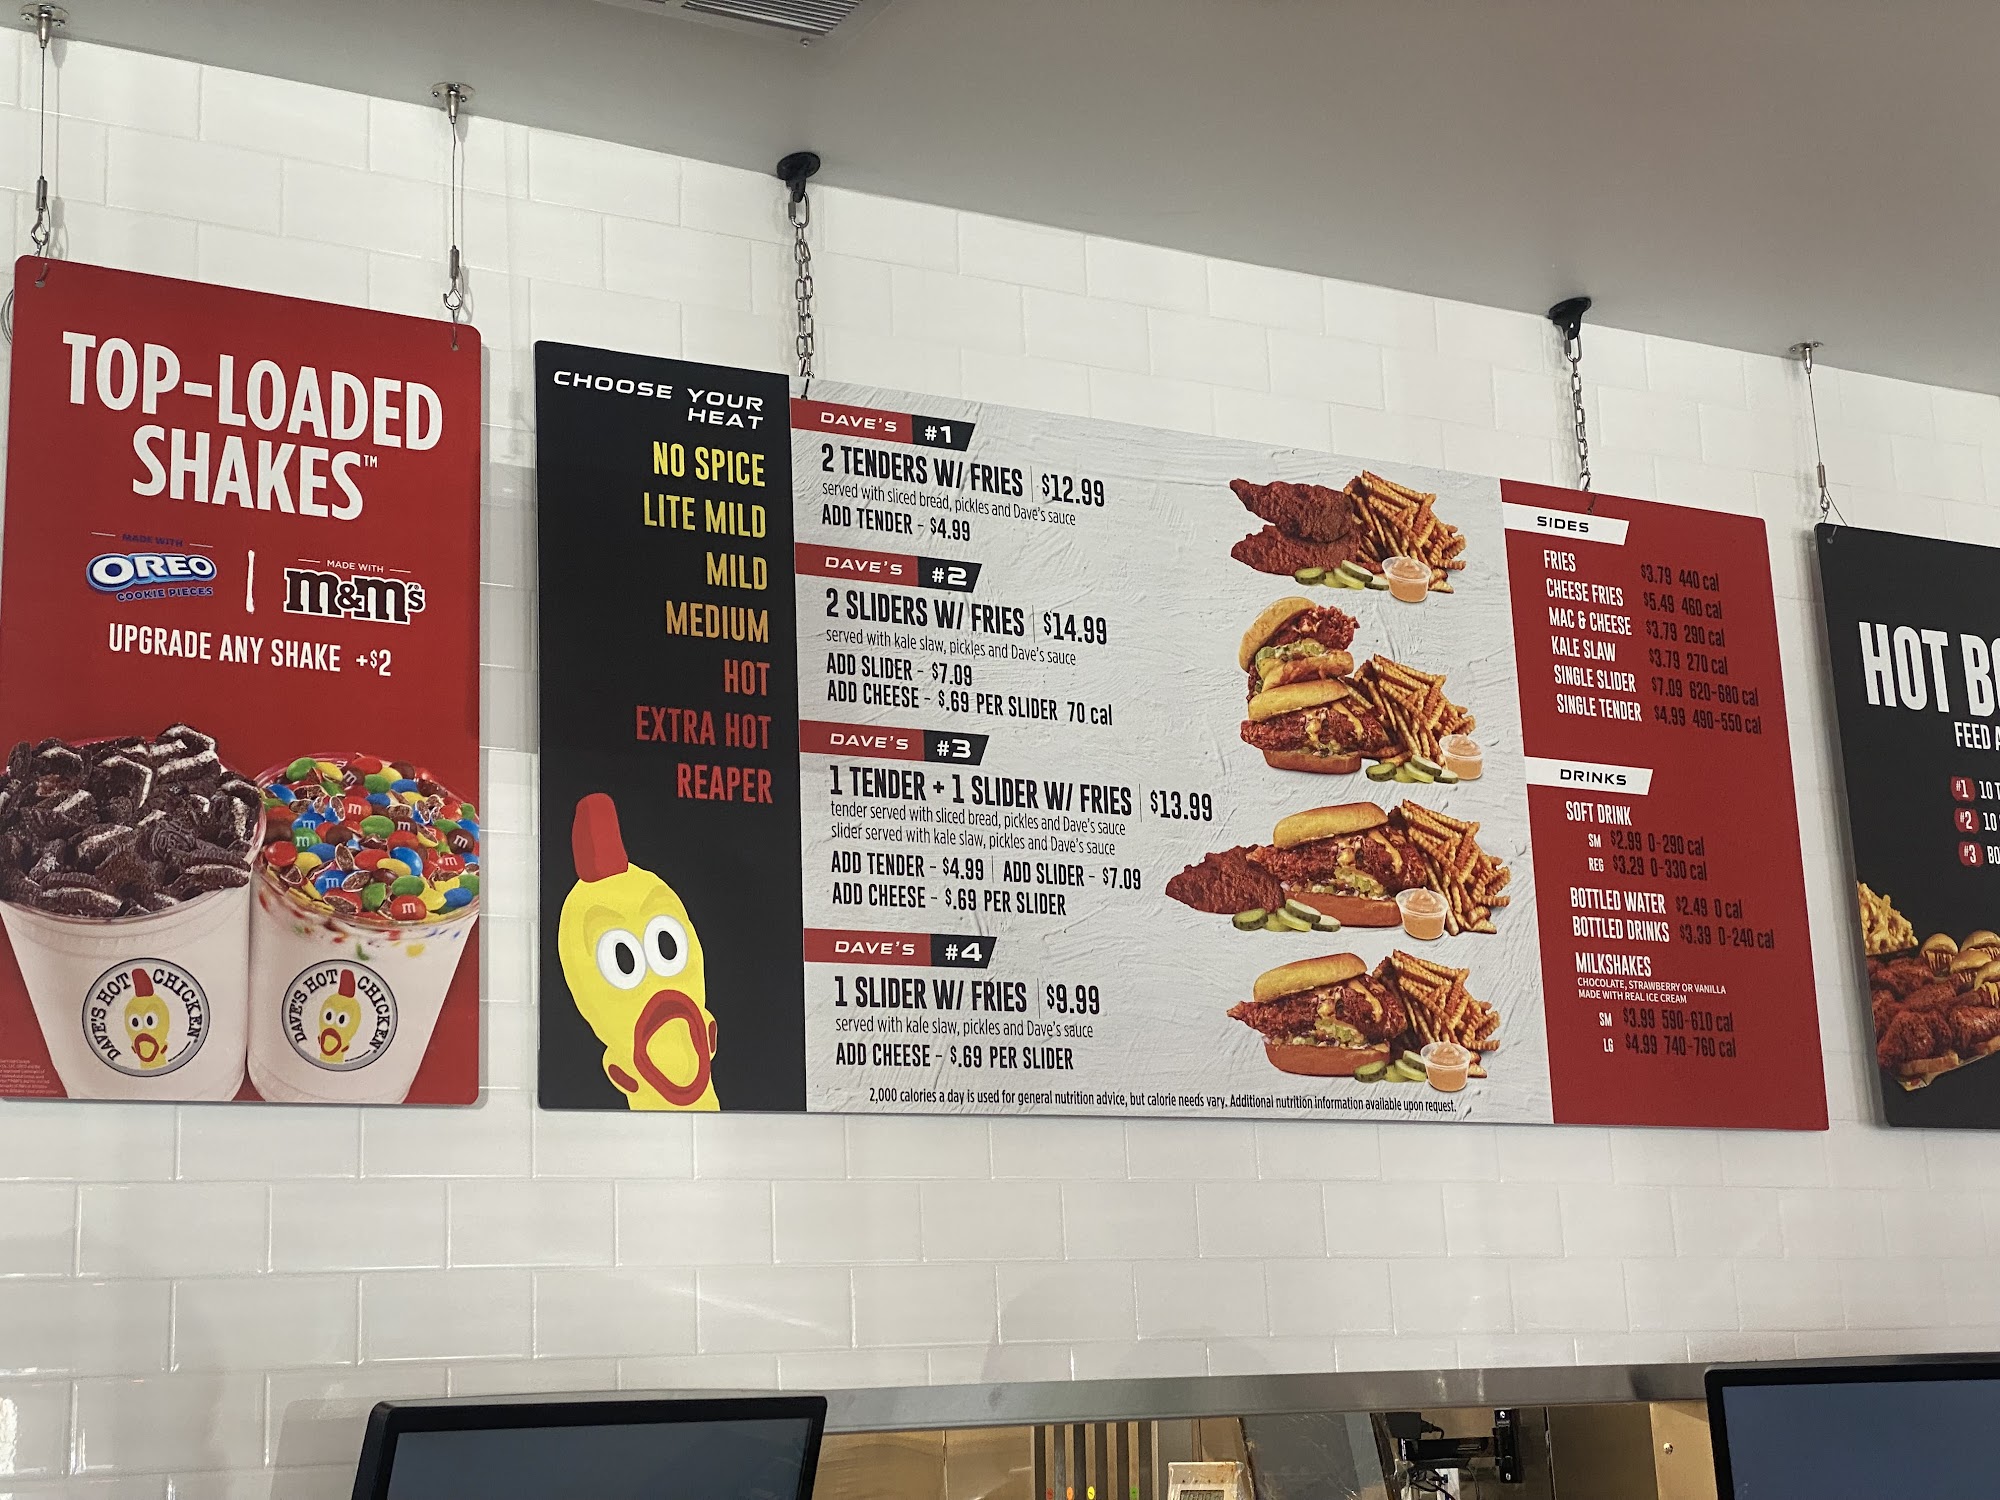 TOP-LOADED
SHAKES™
MADE WITH
OREO
COOKIE PIECES
MADE WITH
m&m's
UPGRADE ANY SHAKE +$2
DAVE'S HOT CHICKEN
DAVE'S HOT CHICKEN
CHOOSE YOUR
HEAT
NO SPICE
LITE MILD
MILD
MEDIUM
HOT
EXTRA HOT
REAPER
DAVE'S #1
2 TENDERS W/ FRIES | $12.99
served with sliced bread, pickles and Dave's sauce
ADD TENDER - $4.99
DAVE'S #2
2 SLIDERS W/ FRIES | $14.99
served with kale slaw, pickles and Dave's sauce
ADD SLIDER - $7.09
ADD CHEESE - $.69 PER SLIDER 70 cal
DAVE'S #3
1 TENDER + 1 SLIDER W/ FRIES | $13.99
tender served with sliced bread, pickles and Dave's sauce
slider served with kale slaw, pickles and Dave's sauce
ADD TENDER - $4.99 | ADD SLIDER - $7.09
ADD CHEESE - $.69 PER SLIDER
DAVE'S #4
1 SLIDER W/ FRIES | $9.99
served with kale slaw, pickles and Dave's sauce
ADD CHEESE - $.69 PER SLIDER
2,000 calories a day is used for general nutrition advice, but calorie needs vary. Additional nutrition information available upon request.
SIDES
FRIES $3.79 440 cal
CHEESE FRIES $5.49 460 cal
MAC & CHEESE $3.79 290 cal
KALE SLAW $3.79 270 cal
SINGLE SLIDER $7.09 620-680 cal
SINGLE TENDER $4.99 490-550 cal
DRINKS
SOFT DRINK
SM $2.99 0-290 cal
REG $3.29 0-330 cal
BOTTLED WATER $2.49 0 cal
BOTTLED DRINKS $3.39 0-240 cal
MILKSHAKES
CHOCOLATE, STRAWBERRY OR VANILLA
MADE WITH REAL ICE CREAM
SM $3.99 590-610 cal
LG $4.99 740-760 cal
HOT BO
FEED A
#1 10 T
#2 10
#3 BO